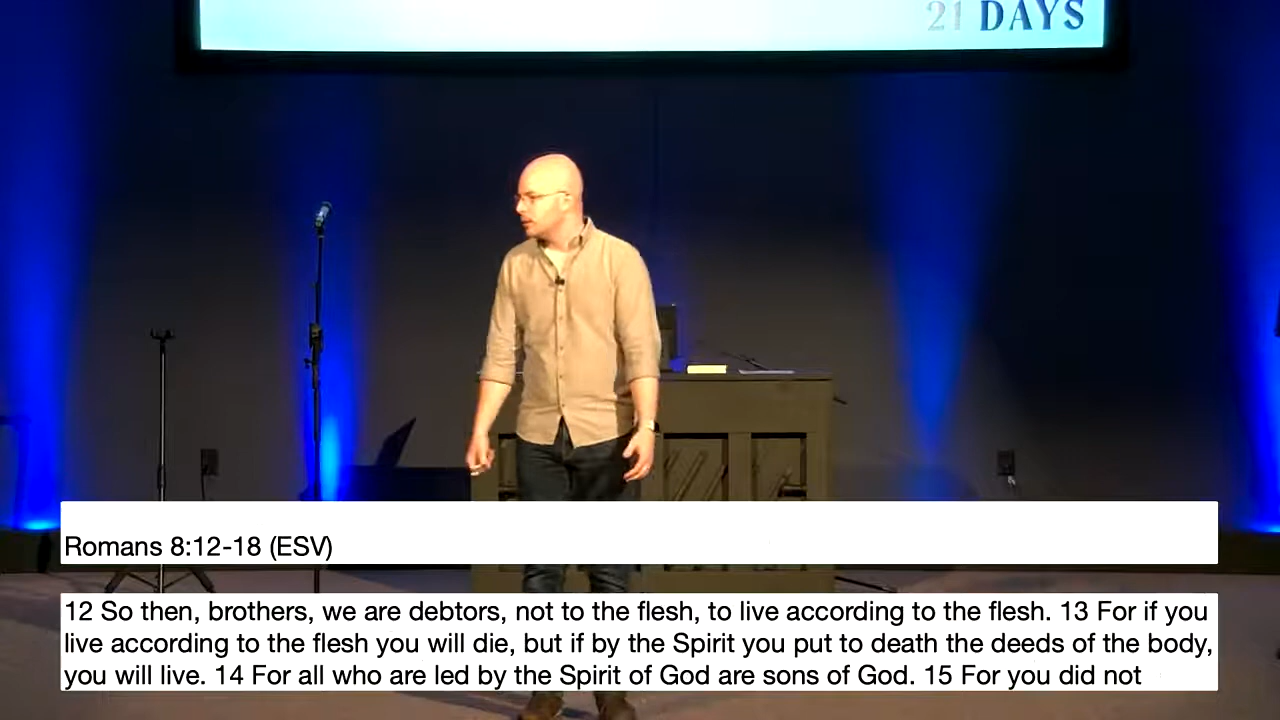 21 DAYS
Romans 8:12-18 (ESV)
12 So then, brothers, we are debtors, not to the flesh, to live according to the flesh. 13 For if you
live according to the flesh you will die, but if by the Spirit you put to death the deeds of the body,
you will live. 14 For all who are led by the Spirit of God are sons of God. 15 For you did not